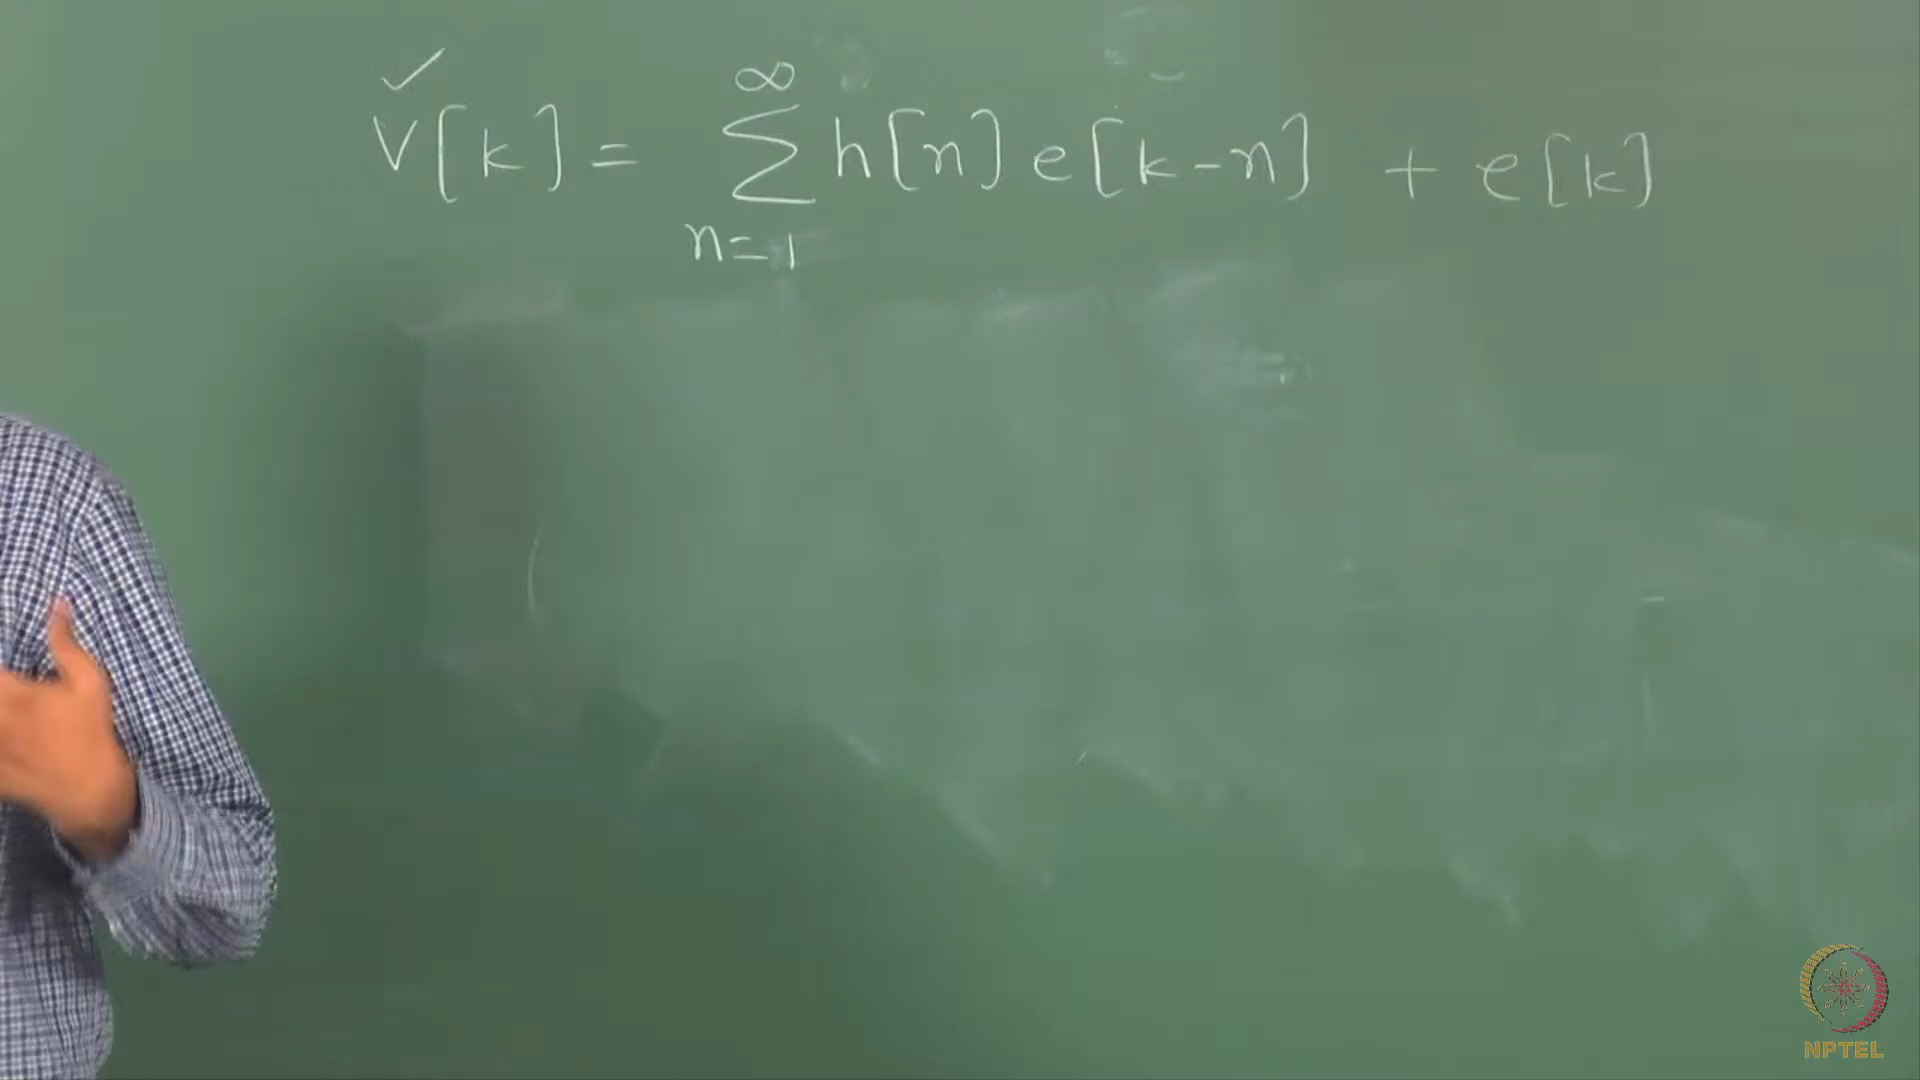 ✓
v[k] = ∞ ∑ n=1 h[n] e[k-n] + e[k]
NPTEL